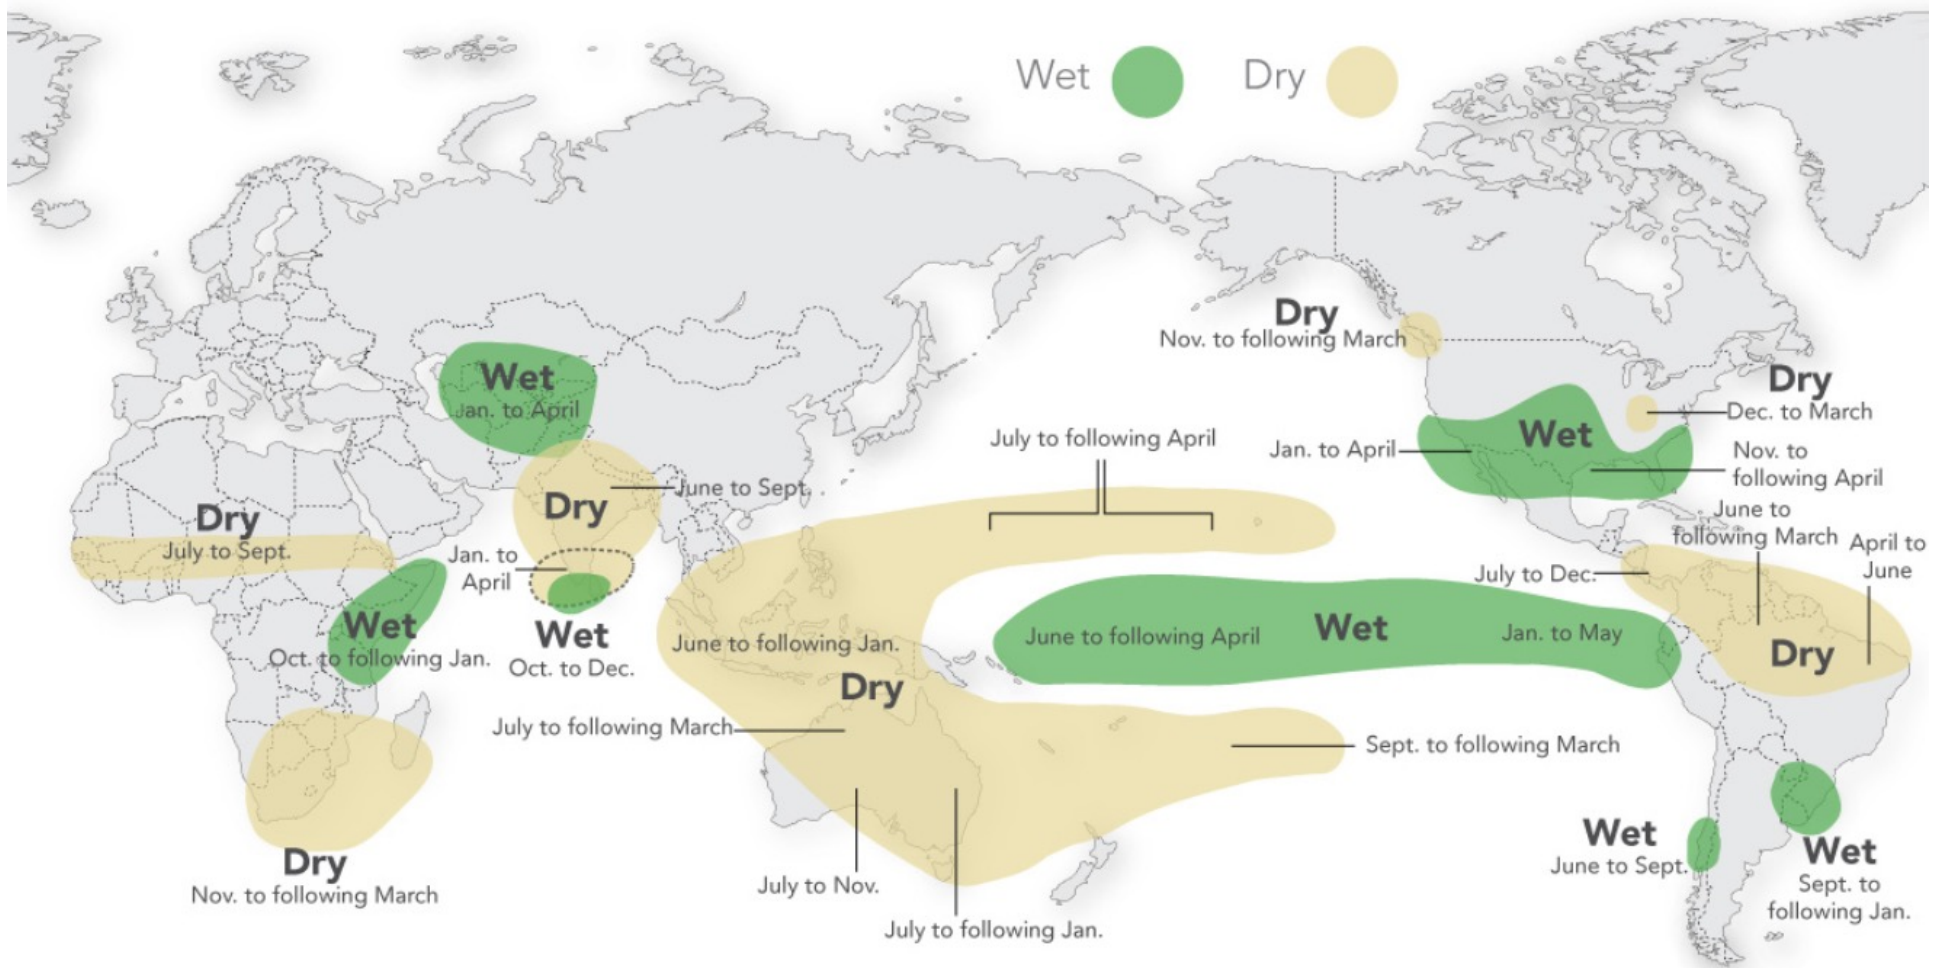 Wet
Dry
Dry
Nov. to following March
Wet
Jan. to April
Dry
Dec. to March
July to following April
Jan. to April
Wet
Nov. to
following April
June to Sept.
Dry
Dry
July to Sept.
Jan. to
April
June to
following March
April to
June
July to Dec.
Wet
Oct. to following Jan.
Wet
Oct. to Dec.
June to following Jan.
Dry
June to following April
Wet
Jan. to May
Dry
July to following March
Sept. to following March
Dry
Nov. to following March
July to Nov.
July to following Jan.
Wet
June to Sept.
Wet
Sept. to
following Jan.